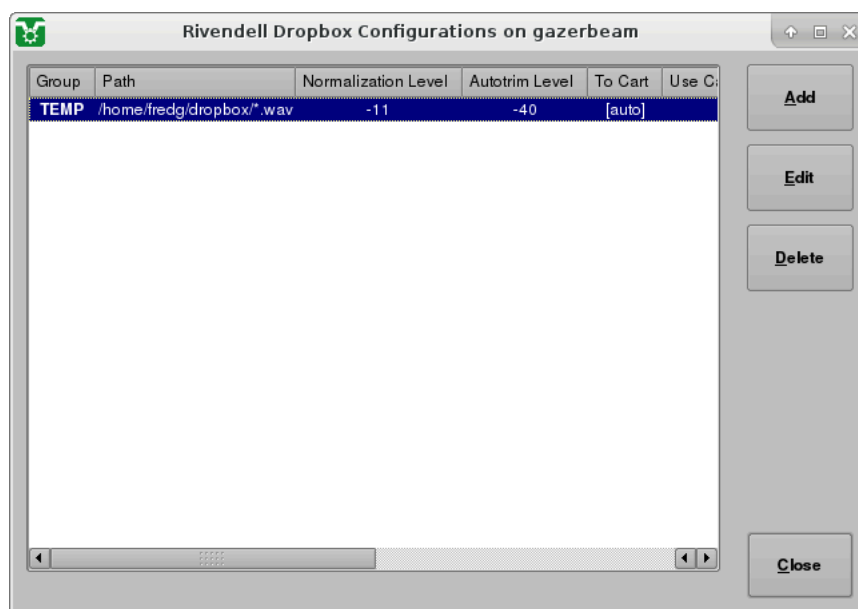 Rivendell Dropbox Configurations on gazerbeam
Group Path Normalization Level Autotrim Level To Cart Use C
TEMP /home/fredg/dropbox/*.wav -11 -40 [auto]
Add
Edit
Delete
Close